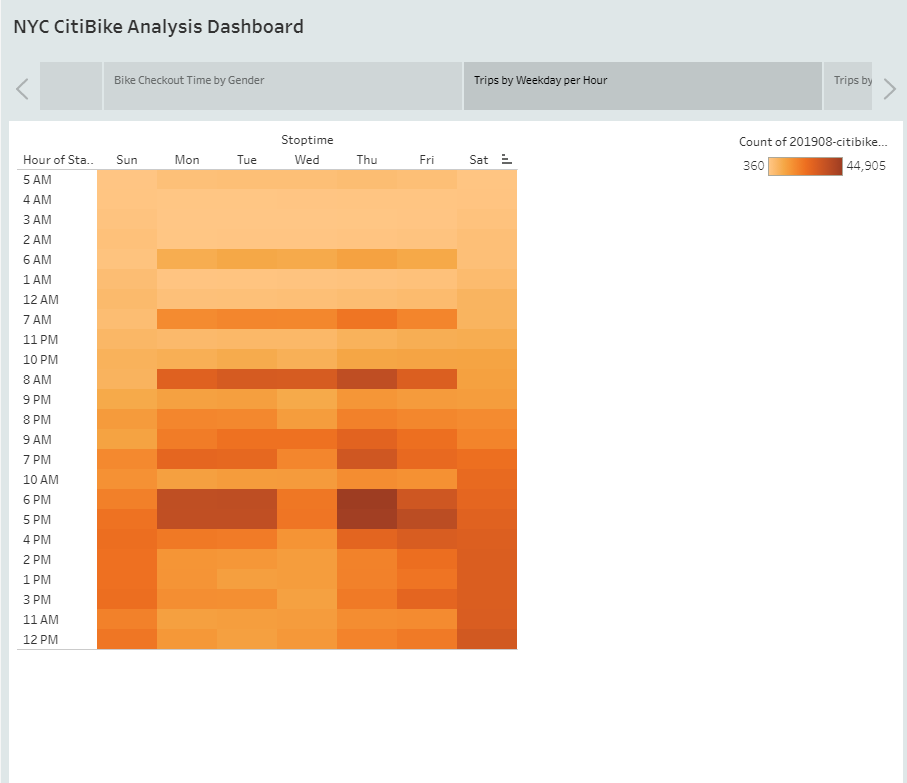 NYC CitiBike Analysis Dashboard
Bike Checkout Time by Gender
Trips by Weekday per Hour
Trips by
Stoptime
Count of 201908-citibike...
Hour of Sta.. Sun Mon Tue Wed Thu Fri Sat
360 44,905
5 AM
4 AM
3 AM
2 AM
6 AM
1 AM
12 AM
7 AM
11 PM
10 PM
8 AM
9 PM
8 PM
9 AM
7 PM
10 AM
6 PM
5 PM
4 PM
2 PM
1 PM
3 PM
11 AM
12 PM